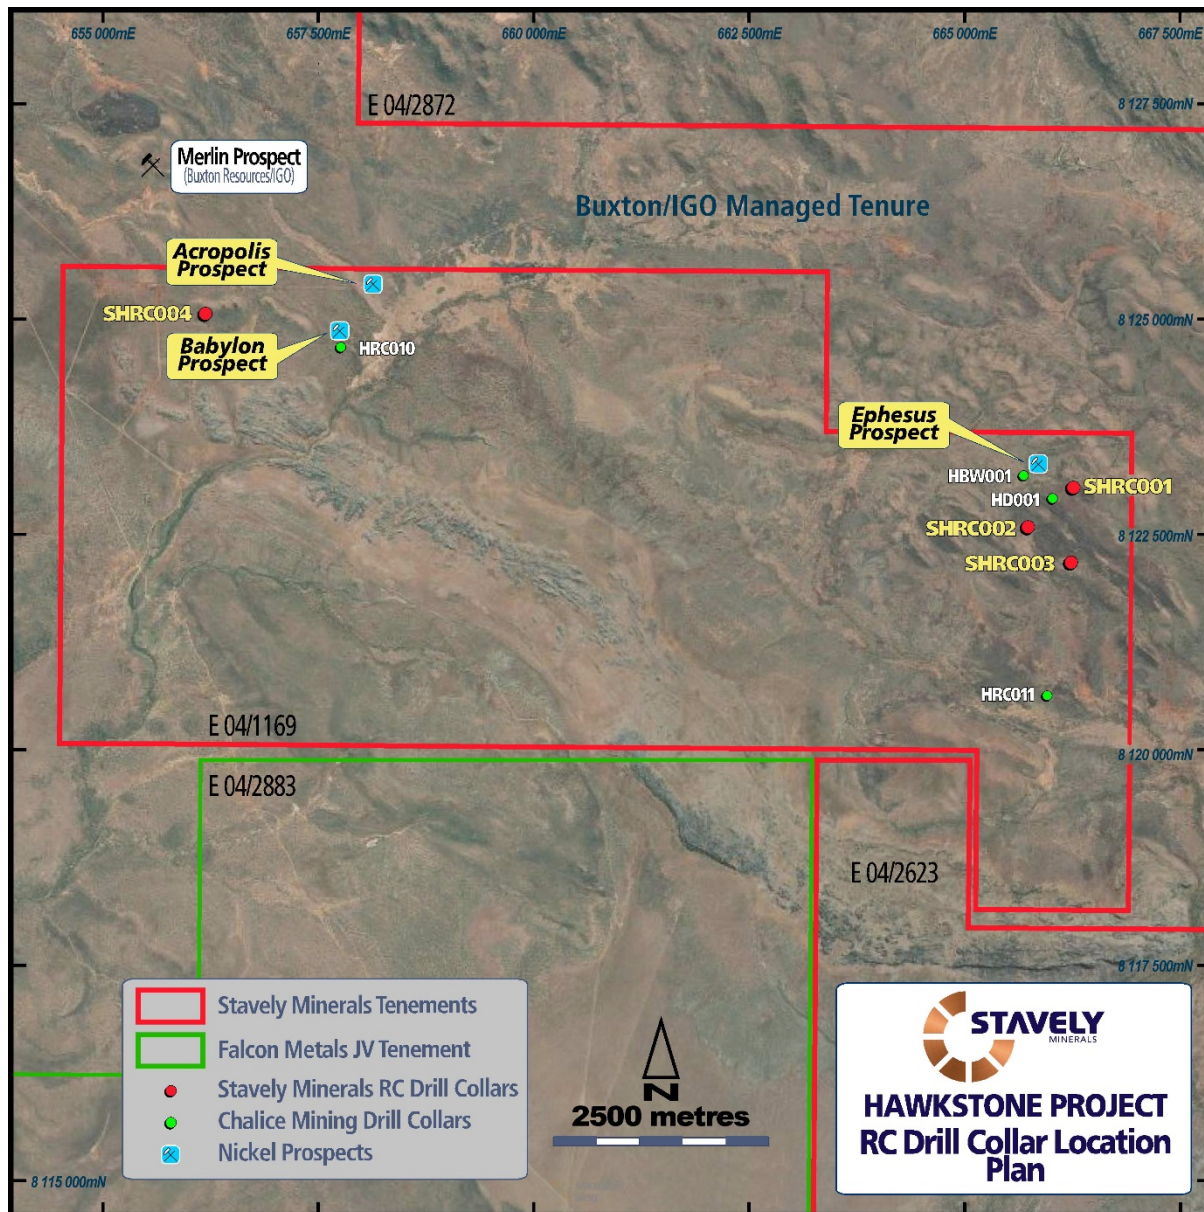 655 000mE
657 500mE
660 000mE
662 500mE
665 000mE
667 500mE
E 04/2872
8 127 500mN
Merlin Prospect
(Buxton Resources/IGO)
Buxton/IGO Managed Tenure
Acropolis
Prospect
SHRC004
8 125 000mN
Babylon
Prospect
HRC010
Ephesus
Prospect
HBW001
SHRC001
HD001
SHRC002
8 122 500mN
SHRC003
HRC011
E 04/1169
8 120 000mN
E 04/2883
E 04/2623
8 117 500mN
Stavely Minerals Tenements
Falcon Metals JV Tenement
Stavely Minerals RC Drill Collars
Chalice Mining Drill Collars
Nickel Prospects
N
2500 metres
STAVELY
MINERALS
HAWKSTONE PROJECT
RC Drill Collar Location
Plan
8 115 000mN